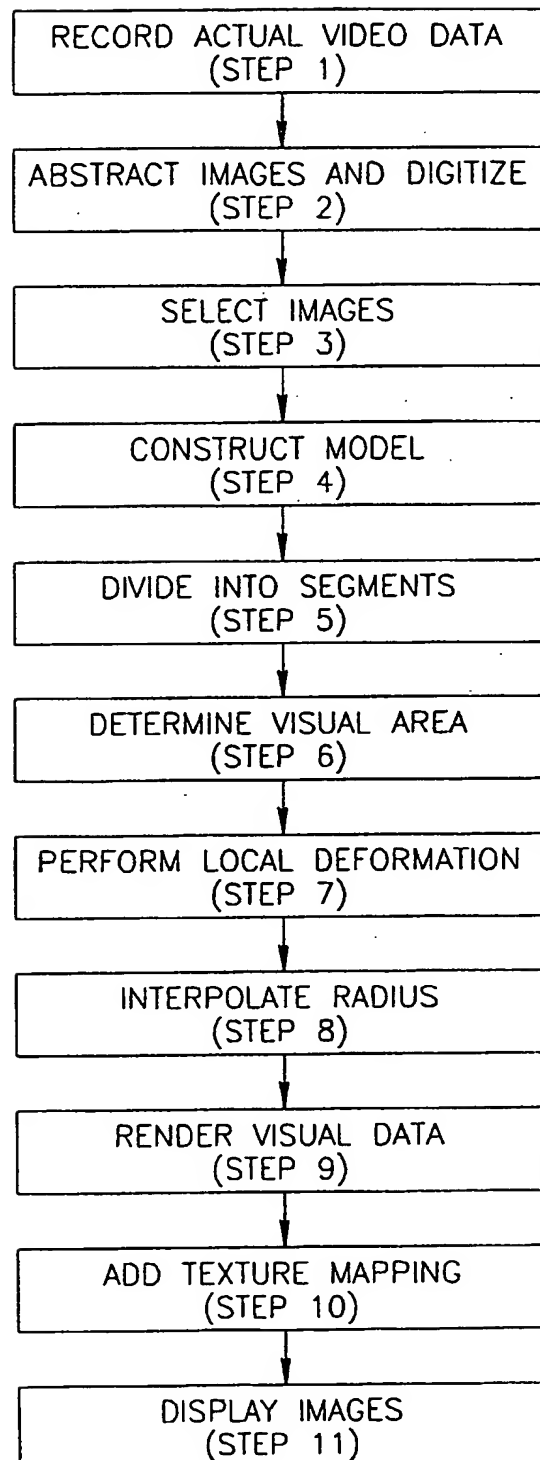 RECORD ACTUAL VIDEO DATA
(STEP 1)
ABSTRACT IMAGES AND DIGITIZE
(STEP 2)
SELECT IMAGES
(STEP 3)
CONSTRUCT MODEL
(STEP 4)
DIVIDE INTO SEGMENTS
(STEP 5)
DETERMINE VISUAL AREA
(STEP 6)
PERFORM LOCAL DEFORMATION
(STEP 7)
INTERPOLATE RADIUS
(STEP 8)
RENDER VISUAL DATA
(STEP 9)
ADD TEXTURE MAPPING
(STEP 10)
DISPLAY IMAGES
(STEP 11)